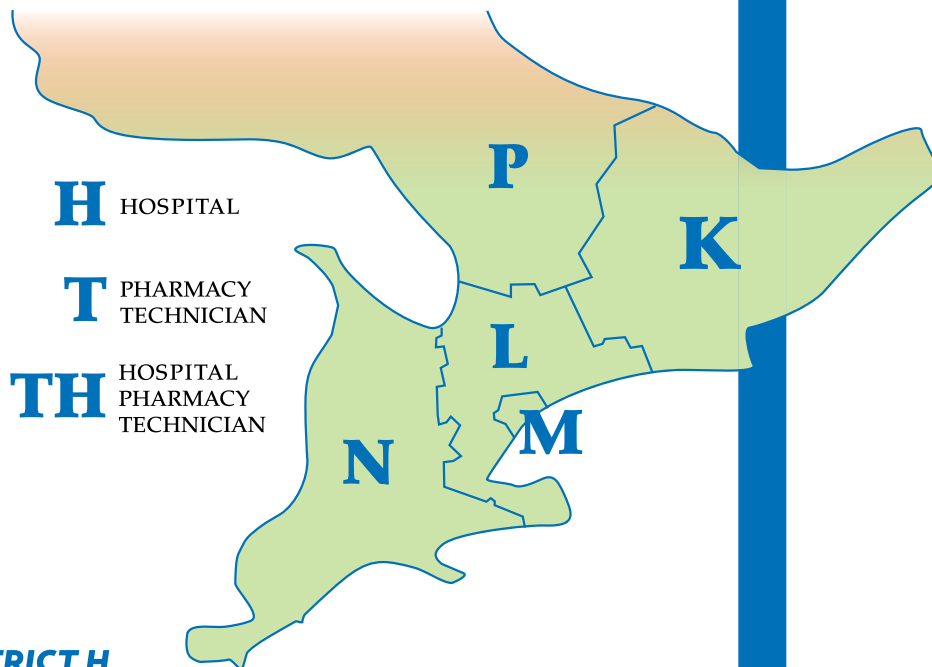 P
K
H HOSPITAL
T PHARMACY
TECHNICIAN
L
TH HOSPITAL
PHARMACY
TECHNICIAN
M
N